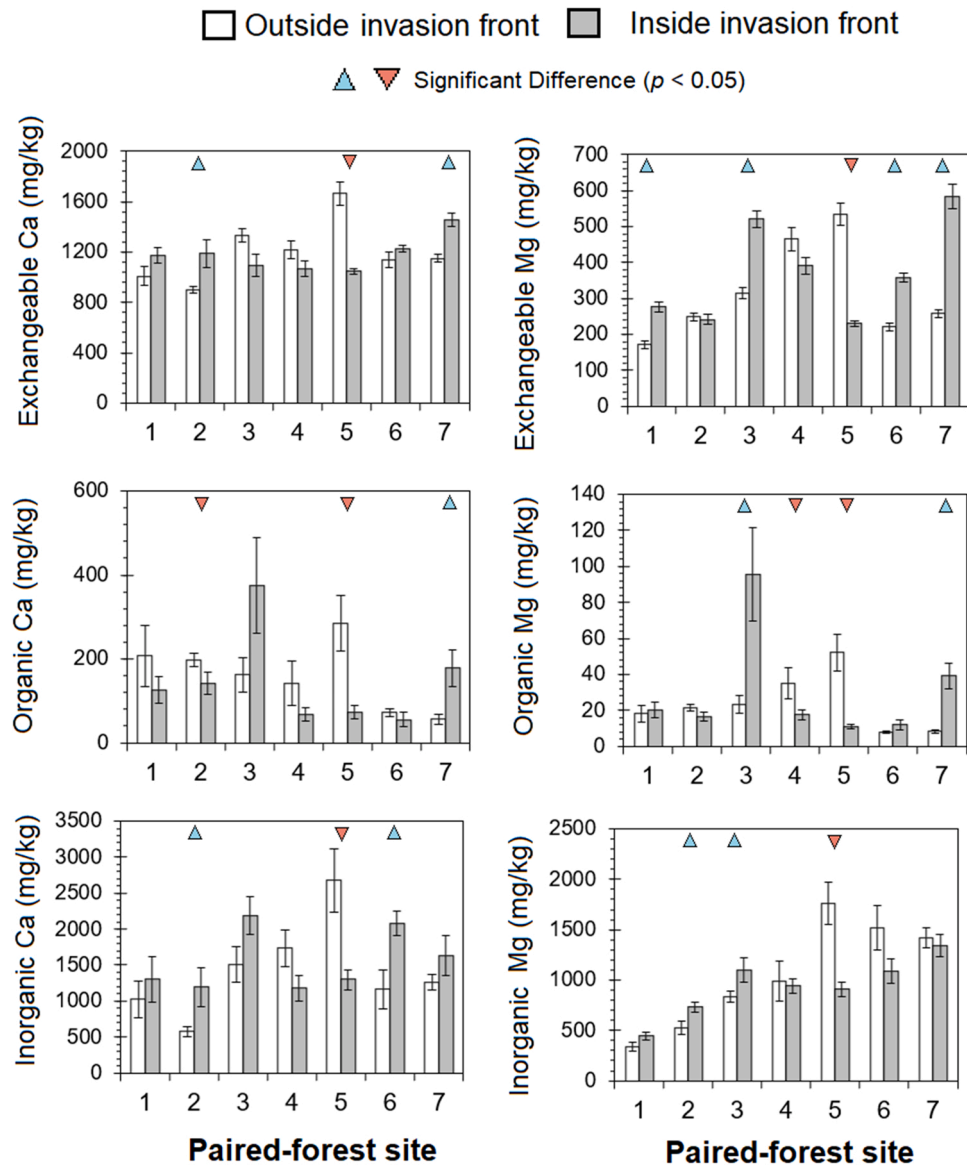 Outside invasion front Inside invasion front
Significant Difference (p < 0.05)
Exchangeable Ca (mg/kg)
2000
1600
1200
800
400
0
1 2 3 4 5 6 7
Exchangeable Mg (mg/kg)
700
600
500
400
300
200
100
0
1 2 3 4 5 6 7
Organic Ca (mg/kg)
600
400
200
0
1 2 3 4 5 6 7
Organic Mg (mg/kg)
140
120
100
80
60
40
20
0
1 2 3 4 5 6 7
Inorganic Ca (mg/kg)
3500
3000
2500
2000
1500
1000
500
0
1 2 3 4 5 6 7
Paired-forest site
Inorganic Mg (mg/kg)
2500
2000
1500
1000
500
0
1 2 3 4 5 6 7
Paired-forest site